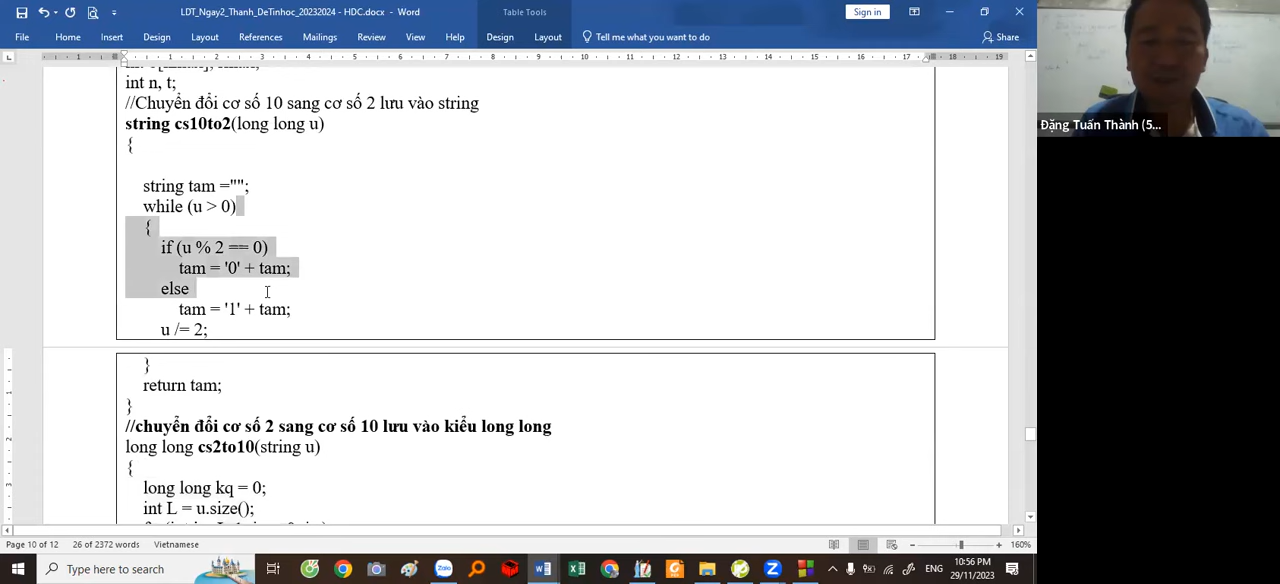 LDT_Ngay2_Thanh_DeTinhoc_20232024 - HDC.docx - Word
Table Tools
Sign in
File Home Insert Design Layout References Mailings Review View Help Design Layout Tell me what you want to do Share
int n, t;
//Chuyển đổi cơ số 10 sang cơ số 2 lưu vào string
string cs10to2(long long u)
{
string tam ="";
while (u > 0)
{
if (u % 2 == 0)
tam = '0' + tam;
else
tam = '1' + tam;
u /= 2;
}
return tam;
}
//chuyển đổi cơ số 2 sang cơ số 10 lưu vào kiểu long long
long long cs2to10(string u)
{
long long kq = 0;
int L = u.size();
Đặng Tuấn Thành (5...
Page 10 of 12 26 of 2372 words Vietnamese 160%
Type here to search
ENG
10:56 PM
29/11/2023